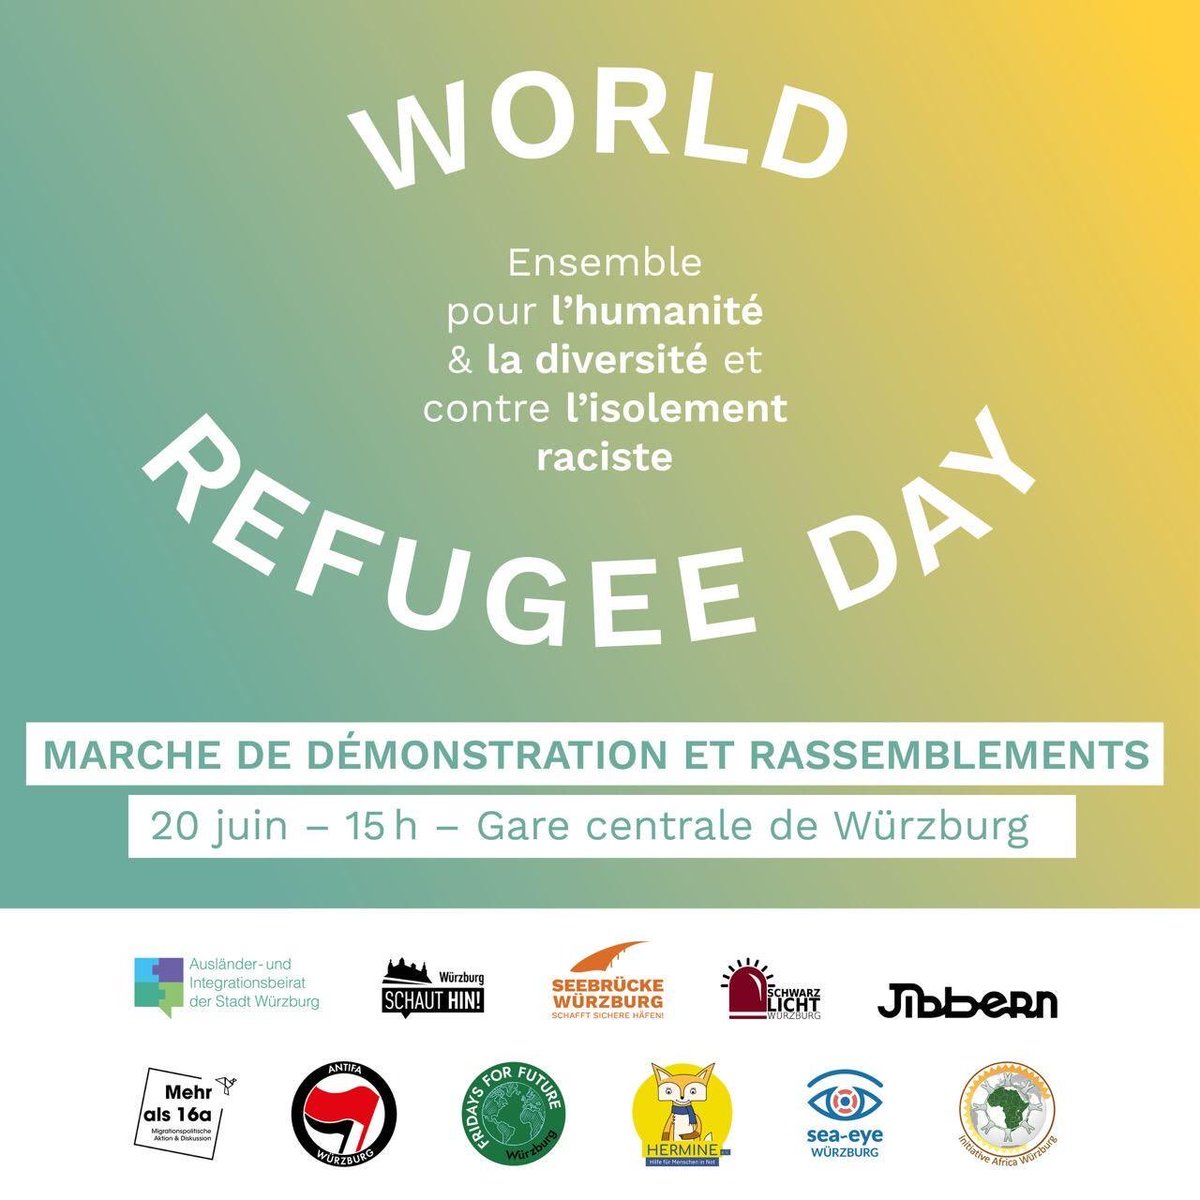 WORLD
Ensemble
pour l'humanité
& la diversité et
contre l'isolement
raciste
REFUGEE DAY
MARCHE DE DÉMONSTRATION ET RASSEMBLEMENTS
20 juin – 15 h – Gare centrale de Würzburg
Ausländer- und
Integrationsbeirat
der Stadt Würzburg
Würzburg
SCHAUT HIN!
SEEBRÜCKE
WÜRZBURG
SCHAFFT SICHERE HÄFEN!
SCHWARZ
LICHT
WÜRZBURG
Jibbern
Mehr
als 16a
Migrationspolitische
Aktion & Diskussion
ANTIFA
WÜRZBURG
FRIDAYS FOR FUTURE
Würzburg
HERMINE
Hilfe für Menschen in Not
sea-eye
WÜRZBURG
Initiative Africa Würzburg